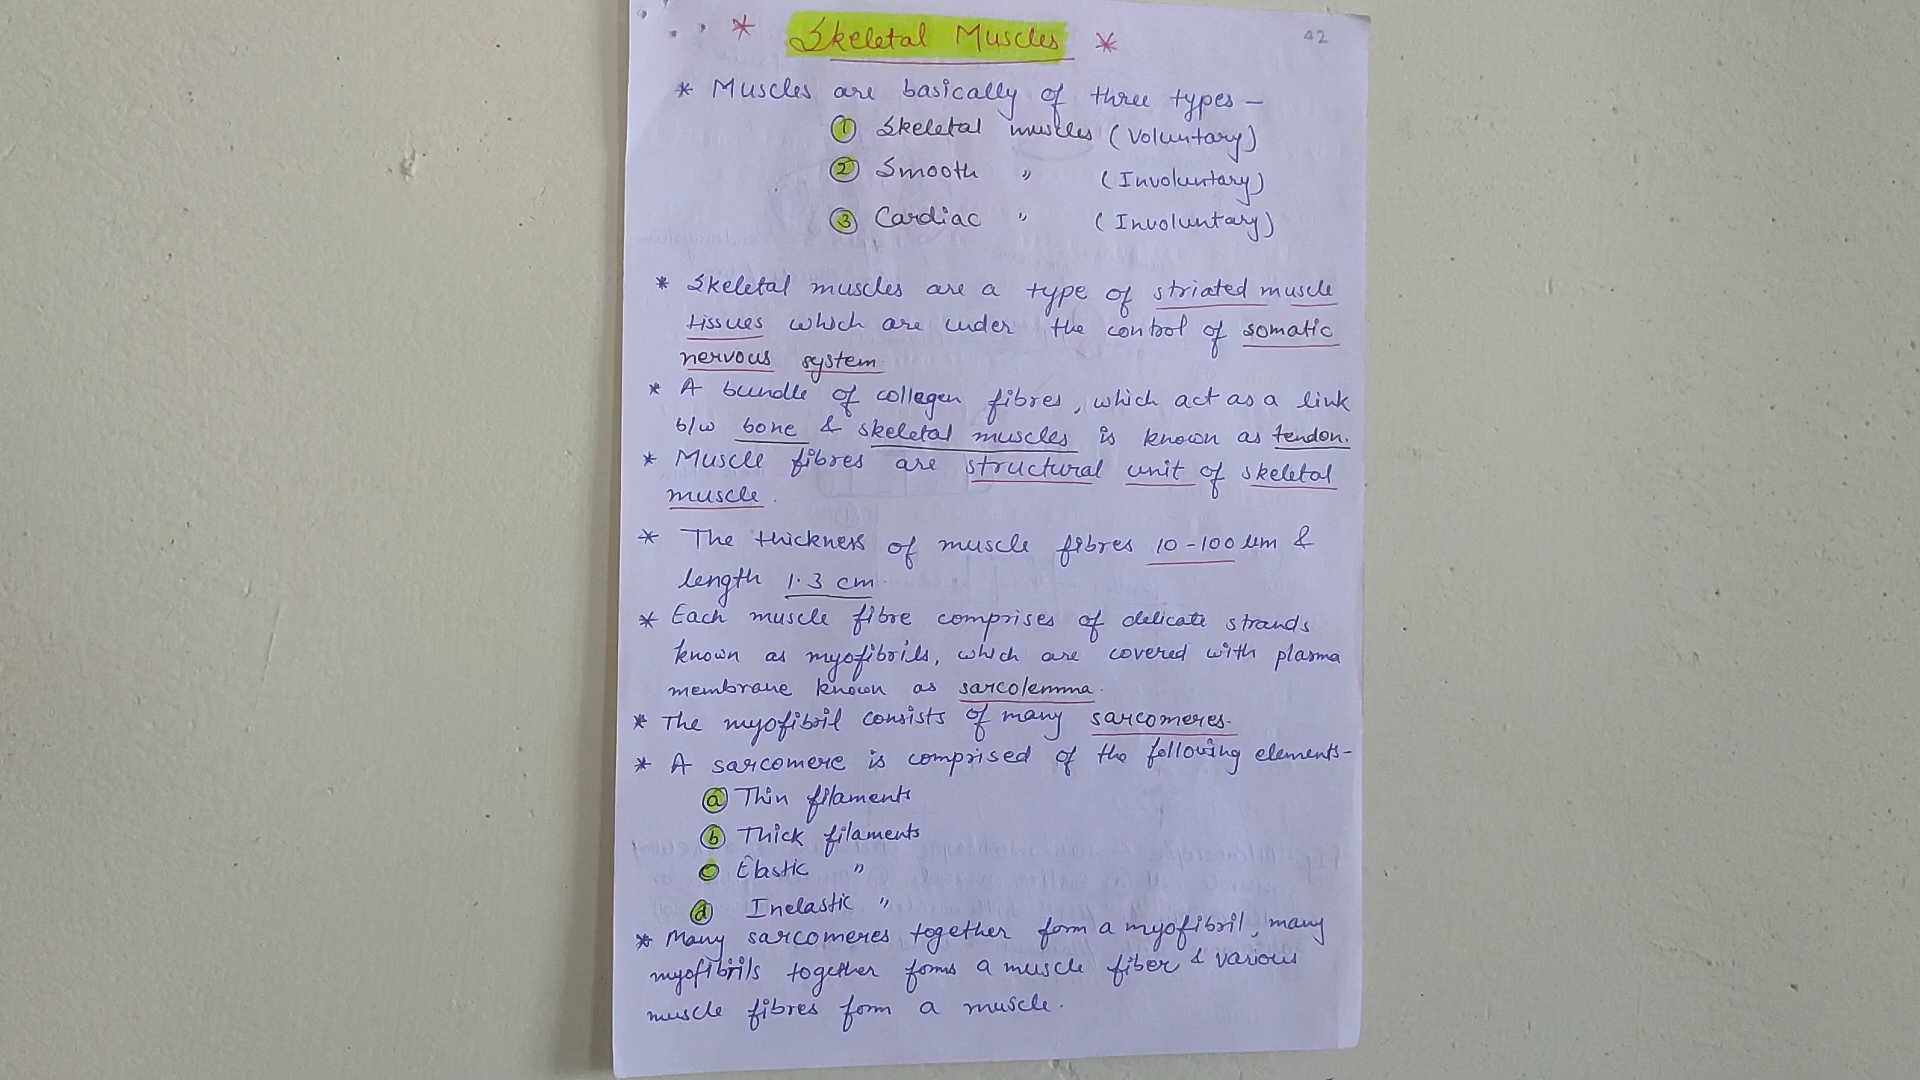 * Skeletal Muscles *
42
* Muscles are basically of three types -
① Skeletal muscles (Voluntary)
② Smooth " (Involuntary)
③ Cardiac " (Involuntary)
* Skeletal muscles are a type of striated muscle
tissues which are under the control of somatic
nervous system.
* A bundle of collagen fibres, which act as a link
b/w bone & skeletal muscles is known as tendon.
* Muscle fibres are structural unit of skeletal
muscle.
* The thickness of muscle fibres 10-100 µm &
length 1.3 cm.
* Each muscle fibre comprises of delicate strands
known as myofibrils, which are covered with plasma
membrane known as sarcolemma.
* The myofibril consists of many sarcomeres.
* A sarcomere is comprised of the following elements-
ⓐ Thin filaments
ⓑ Thick filaments
ⓒ Elastic "
ⓓ Inelastic "
* Many sarcomeres together form a myofibril, many
myofibrils together forms a muscle fiber & various
muscle fibres form a muscle.